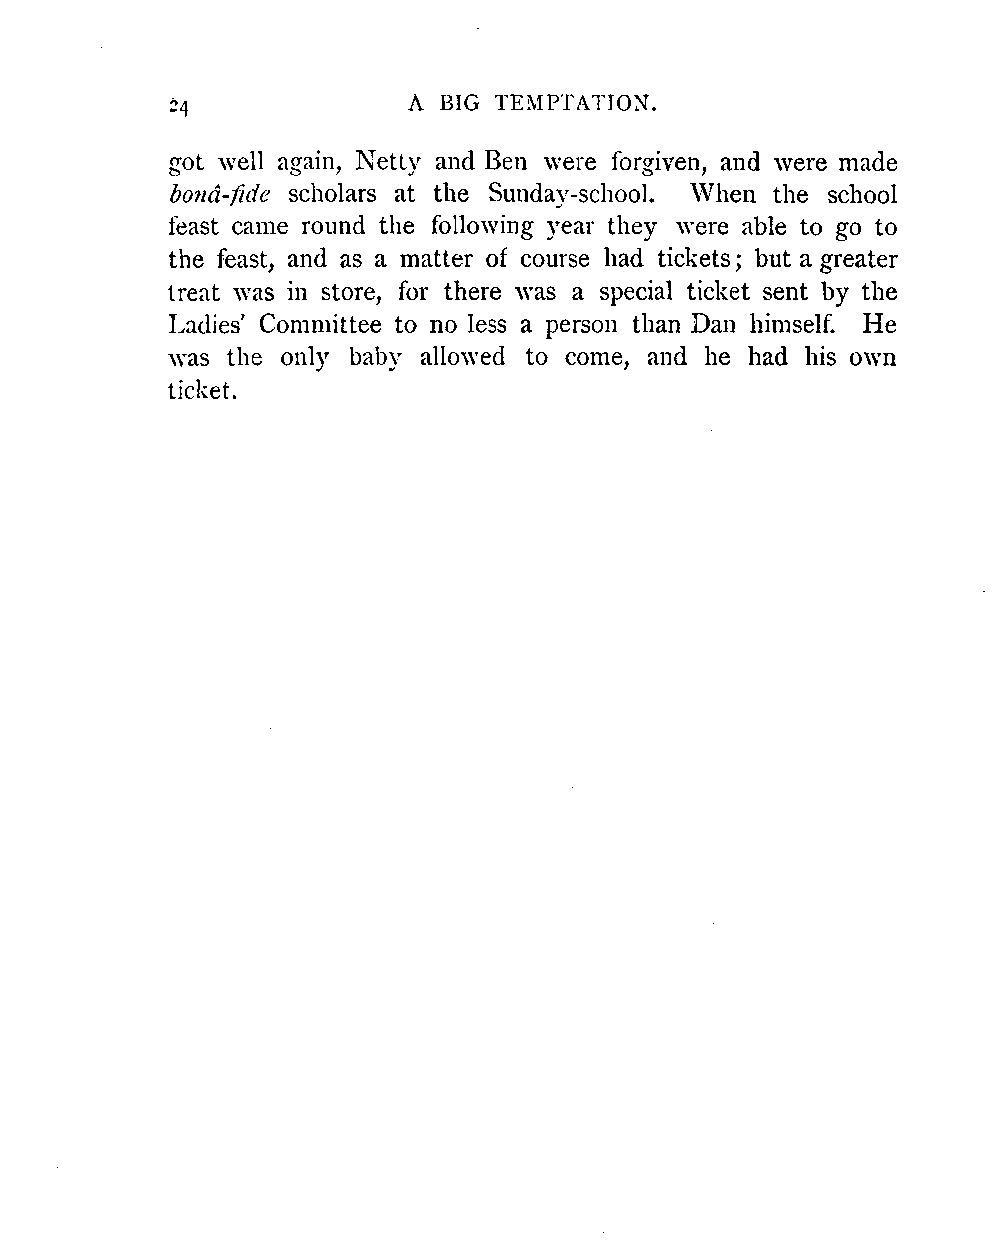 24 A BIG TEMPTATION.
got well again, Netty and Ben were forgiven, and were made
bonâ-fide scholars at the Sunday-school. When the school
feast came round the following year they were able to go to
the feast, and as a matter of course had tickets; but a greater
treat was in store, for there was a special ticket sent by the
Ladies' Committee to no less a person than Dan himself. He
was the only baby allowed to come, and he had his own
ticket.